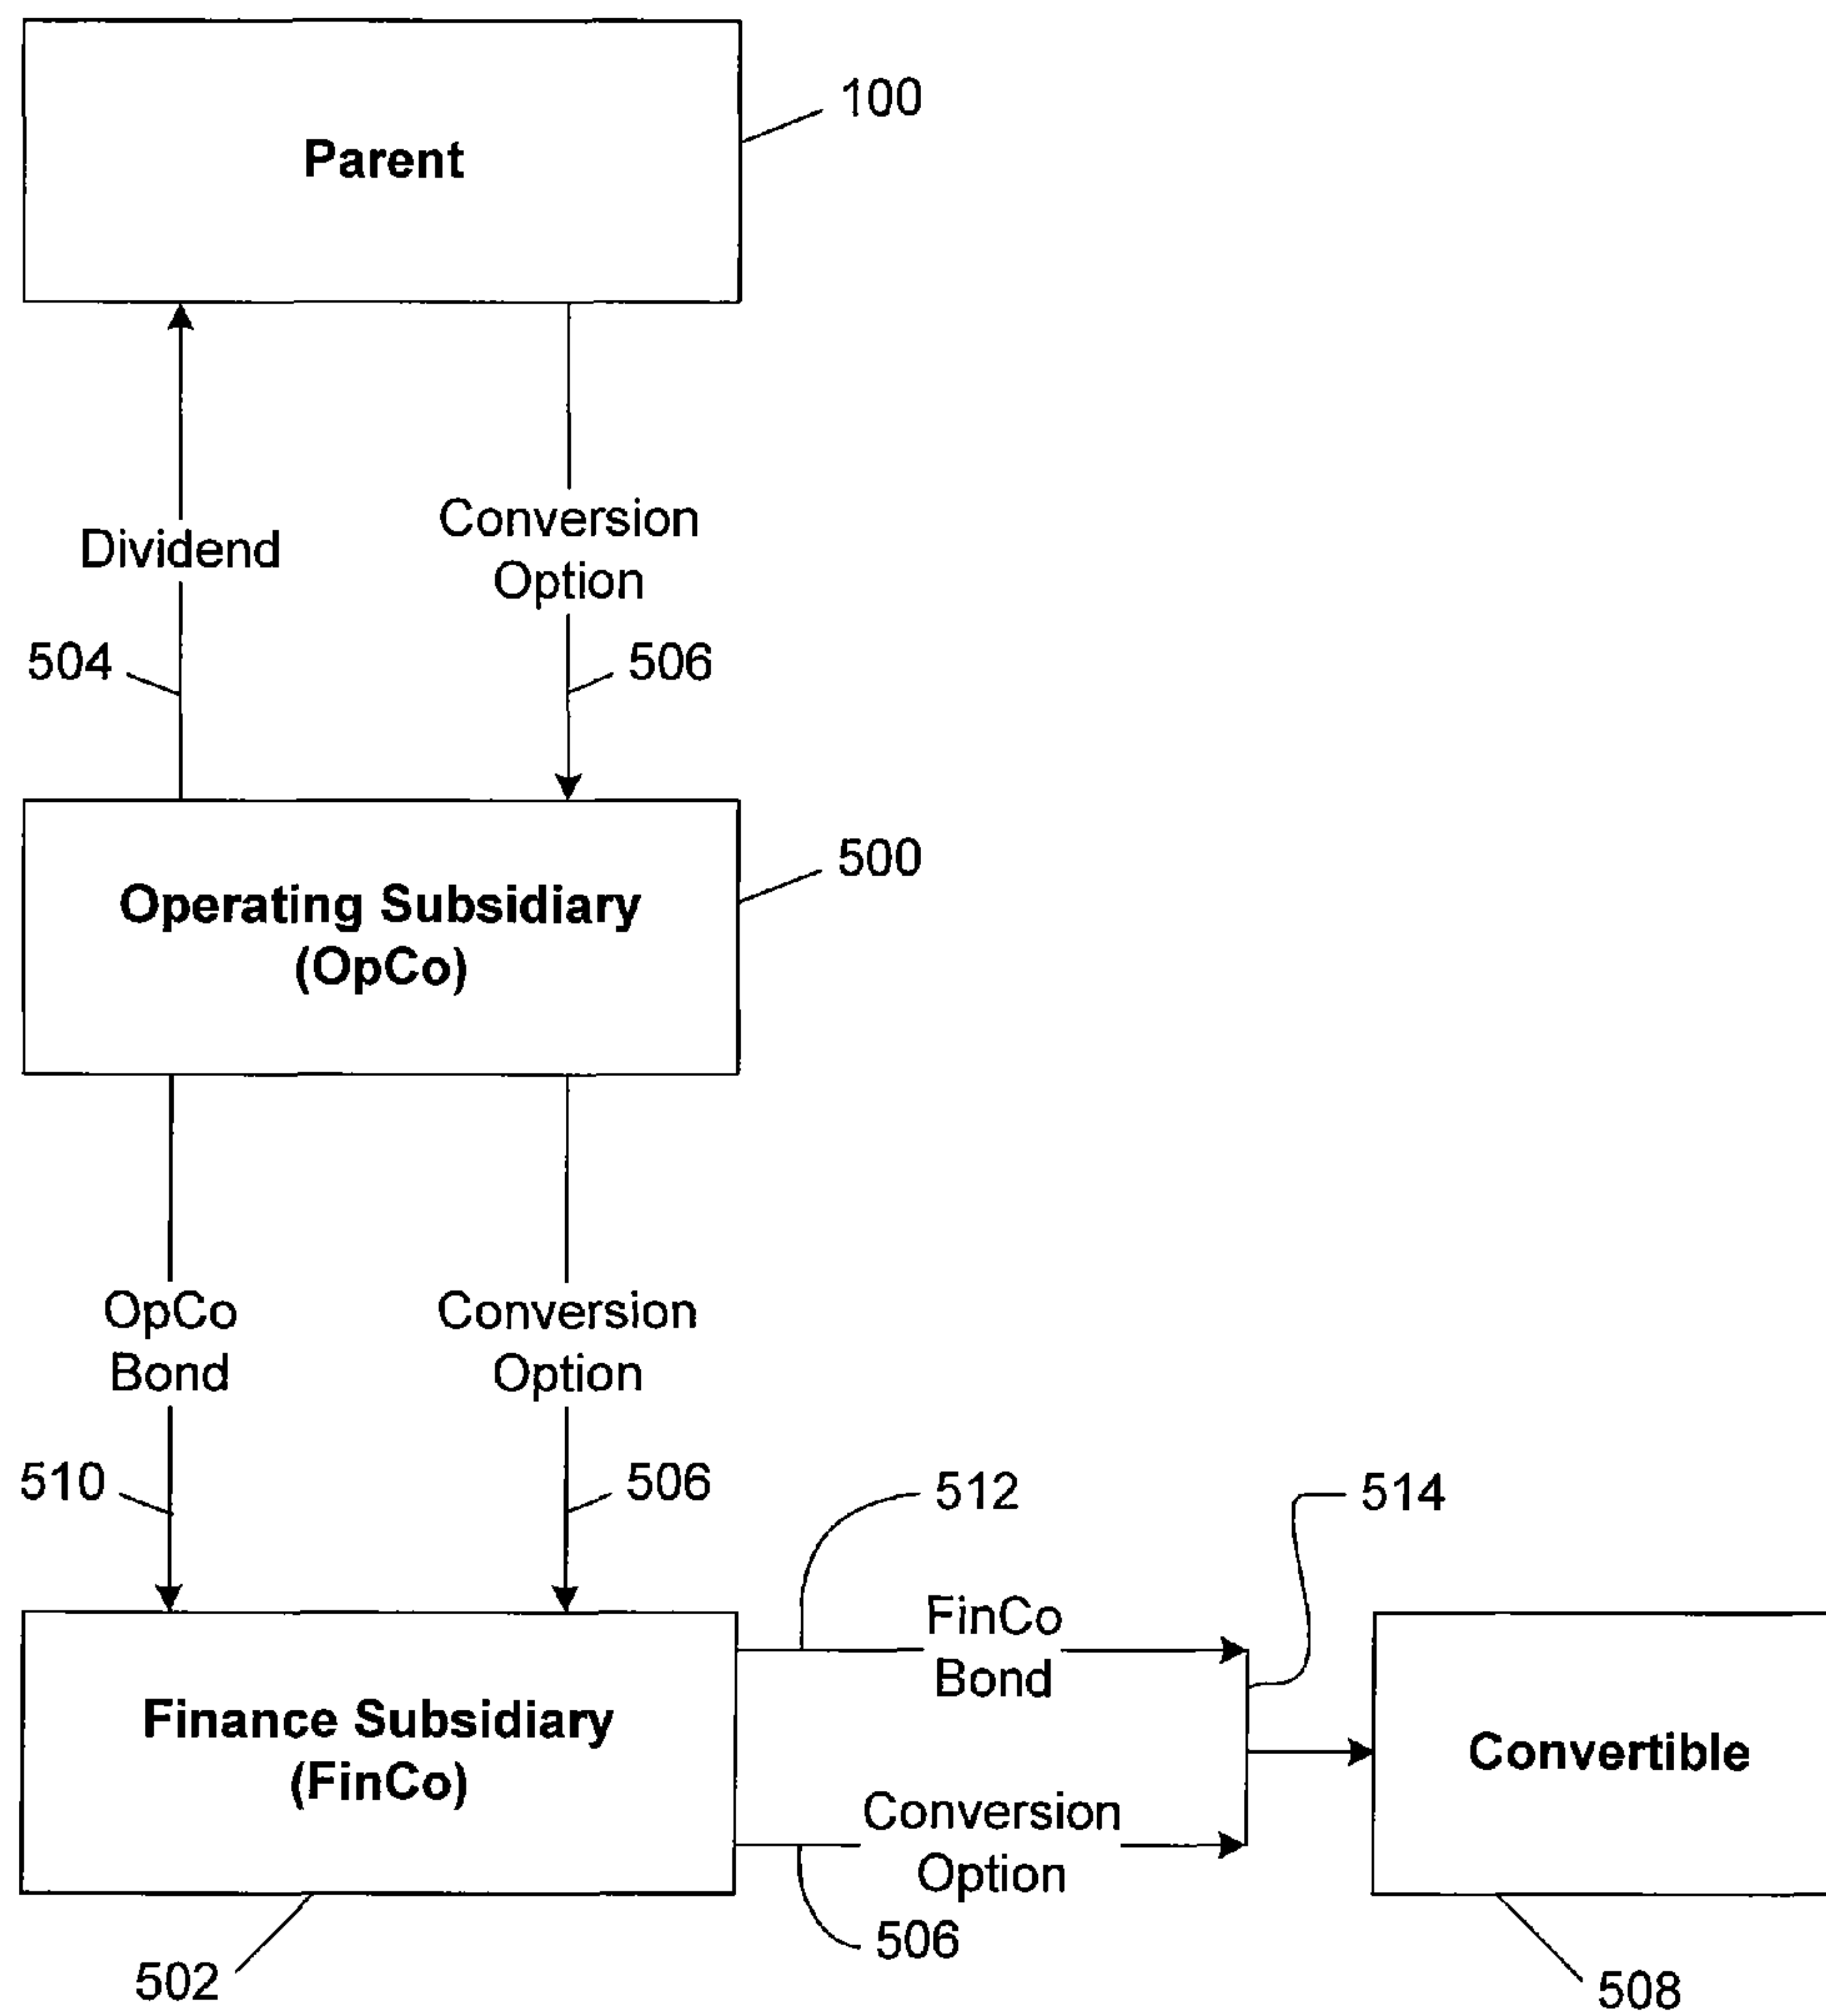 100
Parent
Dividend
Conversion
Option
504
506
500
Operating Subsidiary
(OpCo)
OpCo
Bond
Conversion
Option
510
506
512
514
FinCo
Bond
Finance Subsidiary
(FinCo)
Convertible
Conversion
Option
506
502
508